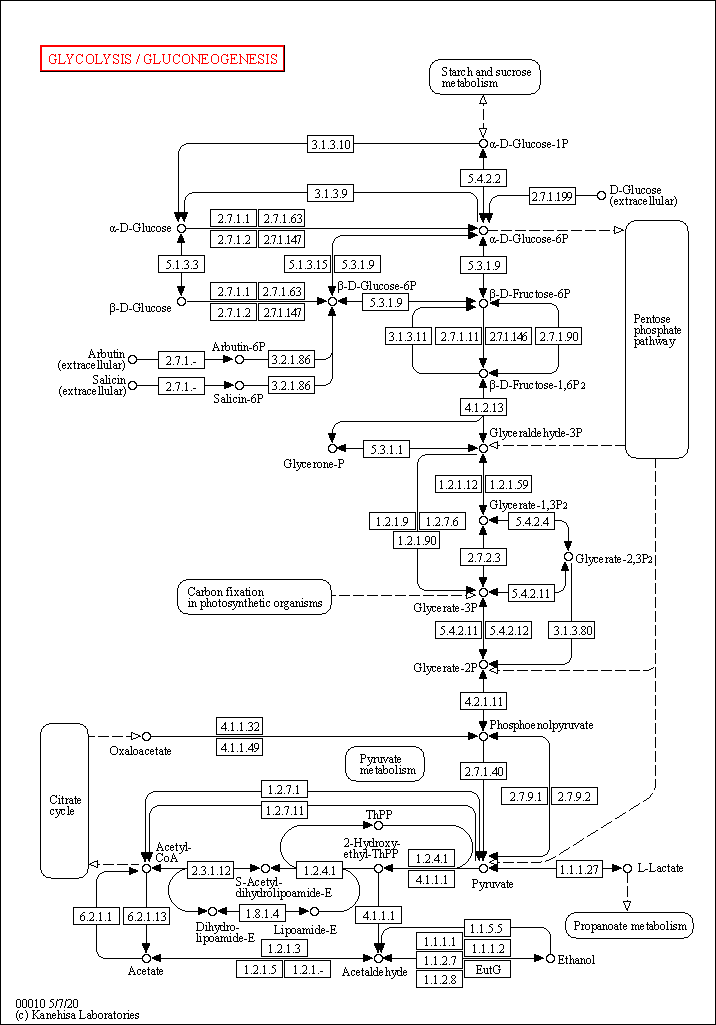 GLYCOLYSIS / GLUCONEOGENESIS
Starch and sucrose
metabolism
3.1.3.10
α-D-Glucose-1P
5.4.2.2
3.1.3.9
2.7.1.199
D-Glucose
(extracellular)
α-D-Glucose
2.7.1.1
2.7.1.63
2.7.1.2
2.7.1.147
α-D-Glucose-6P
5.1.3.3
5.1.3.15
5.3.1.9
5.3.1.9
β-D-Glucose
2.7.1.1
2.7.1.63
2.7.1.2
2.7.1.147
β-D-Glucose-6P
5.3.1.9
β-D-Fructose-6P
Pentose
phosphate
pathway
3.1.3.11
2.7.1.11
2.7.1.146
2.7.1.90
Arbutin
(extracellular)
2.7.1.-
Arbutin-6P
3.2.1.86
Salicin
(extracellular)
2.7.1.-
Salicin-6P
3.2.1.86
β-D-Fructose-1,6P2
4.1.2.13
Glyceraldehyde-3P
Glycerone-P
5.3.1.1
1.2.1.12
1.2.1.59
Glycerate-1,3P2
1.2.1.9
1.2.7.6
1.2.1.90
5.4.2.4
2.7.2.3
Glycerate-2,3P2
Carbon fixation
in photosynthetic organisms
Glycerate-3P
5.4.2.11
5.4.2.11
5.4.2.12
3.1.3.80
Glycerate-2P
4.2.1.11
Oxaloacetate
4.1.1.32
4.1.1.49
Phosphoenolpyruvate
Pyruvate
metabolism
2.7.1.40
2.7.9.1
2.7.9.2
Citrate
cycle
1.2.7.1
1.2.7.11
ThPP
Acetyl-
CoA
2.3.1.12
S-Acetyl-
dihydrolipoamide-E
1.2.4.1
2-Hydroxy-
ethyl-ThPP
1.2.4.1
4.1.1.1
Pyruvate
1.1.1.27
L-Lactate
6.2.1.1
6.2.1.13
Dihydro-
lipoamide-E
1.8.1.4
Lipoamide-E
4.1.1.1
Propanoate metabolism
1.1.5.5
1.1.1.1
1.1.1.2
1.1.2.7
EutG
1.1.2.8
Ethanol
Acetate
1.2.1.3
1.2.1.5
1.2.1.-
Acetaldehyde
00010 5/7/20
(c) Kanehisa Laboratories